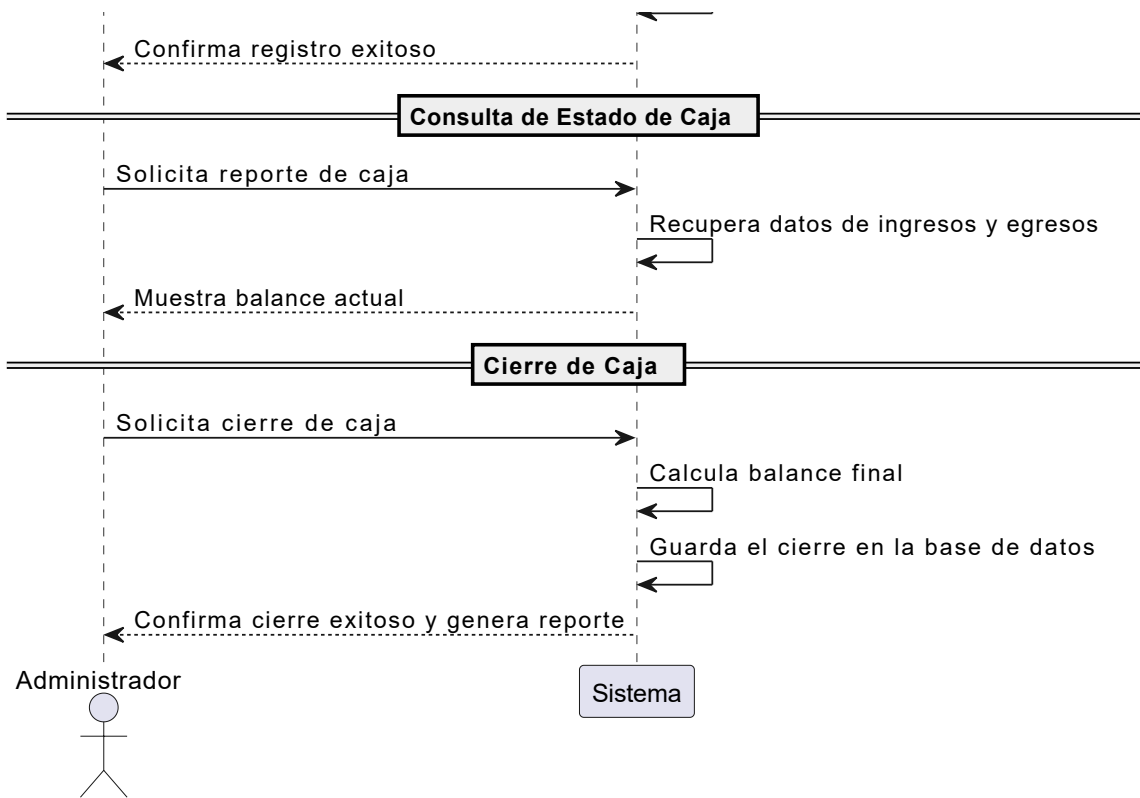 Confirma registro exitoso
Consulta de Estado de Caja
Solicita reporte de caja
Recupera datos de ingresos y egresos
Muestra balance actual
Cierre de Caja
Solicita cierre de caja
Calcula balance final
Guarda el cierre en la base de datos
Confirma cierre exitoso y genera reporte
Administrador
Sistema